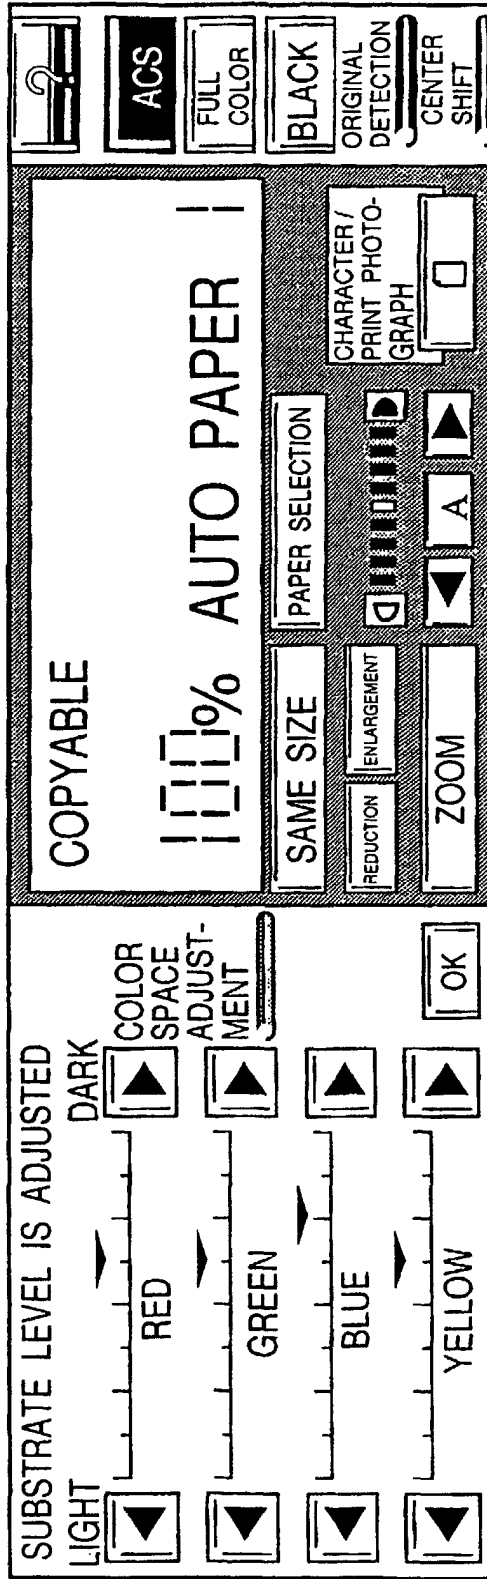 SUBSTRATE LEVEL IS ADJUSTED
LIGHT
DARK
RED
GREEN
BLUE
YELLOW
COLOR
SPACE
ADJUST-
MENT
OK
COPYABLE
100% AUTO PAPER 1
SAME SIZE
PAPER SELECTION
REDUCTION
ENLARGEMENT
ZOOM
A
CHARACTER/
PRINT PHOTO-
GRAPH
?
ACS
FULL
COLOR
BLACK
ORIGINAL
DETECTION
CENTER
SHIFT